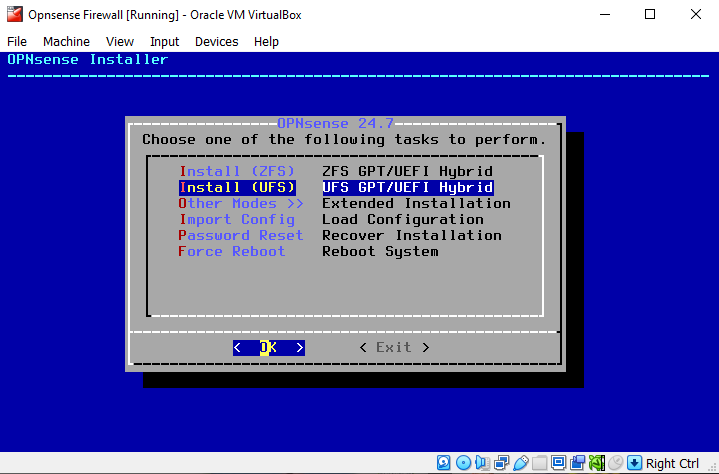 Opnsense Firewall [Running] - Oracle VM VirtualBox
File Machine View Input Devices Help
OPNsense Installer
OPNsense 24.7
Choose one of the following tasks to perform.
Install (ZFS) ZFS GPT/UEFI Hybrid
Install (UFS) UFS GPT/UEFI Hybrid
Other Modes >> Extended Installation
Import Config Load Configuration
Password Reset Recover Installation
Force Reboot Reboot System
< OK > < Exit >
Right Ctrl